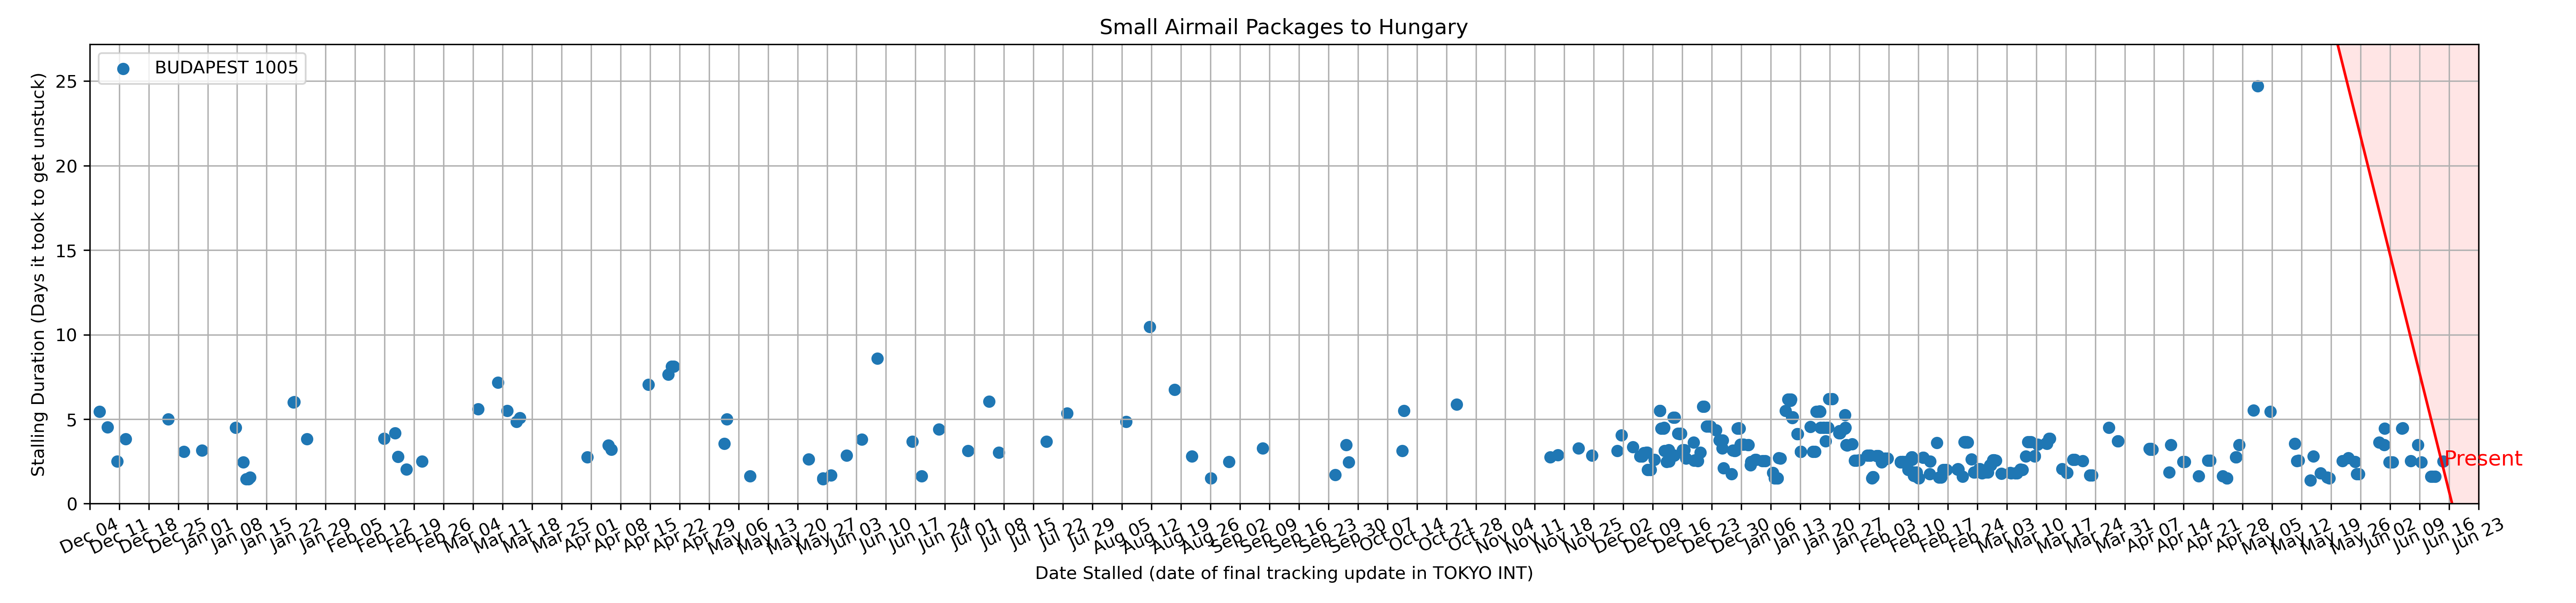 Small Airmail Packages to Hungary
BUDAPEST 1005
Stalling Duration (Days it took to get unstuck)
25
20
15
10
5
0
Present
Dec 04 Dec 11 Dec 18 Dec 25 Jan 01 Jan 08 Jan 15 Jan 22 Jan 29 Feb 05 Feb 12 Feb 19 Feb 26 Mar 04 Mar 11 Mar 18 Mar 25 Apr 01 Apr 08 Apr 15 Apr 22 Apr 29 May 06 May 13 May 20 May 27 Jun 03 Jun 10 Jun 17 Jun 24 Jul 01 Jul 08 Jul 15 Jul 22 Jul 29 Aug 05 Aug 12 Aug 19 Aug 26 Sep 02 Sep 09 Sep 16 Sep 23 Sep 30 Oct 07 Oct 14 Oct 21 Oct 28 Nov 04 Nov 11 Nov 18 Nov 25 Dec 02 Dec 09 Dec 16 Dec 23 Dec 30 Jan 06 Jan 13 Jan 20 Jan 27 Feb 03 Feb 10 Feb 17 Feb 24 Mar 03 Mar 10 Mar 17 Mar 24 Mar 31 Apr 07 Apr 14 Apr 21 Apr 28 May 05 May 12 May 19 May 26 Jun 02 Jun 09 Jun 16 Jun 23
Date Stalled (date of final tracking update in TOKYO INT)